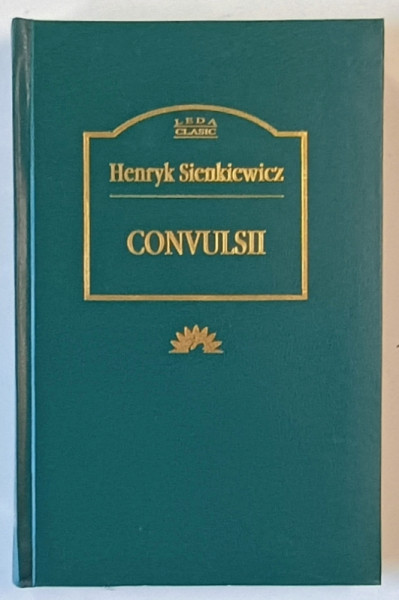 LEDA
CLASIC
Henryk Sienkiewicz
CONVULSII